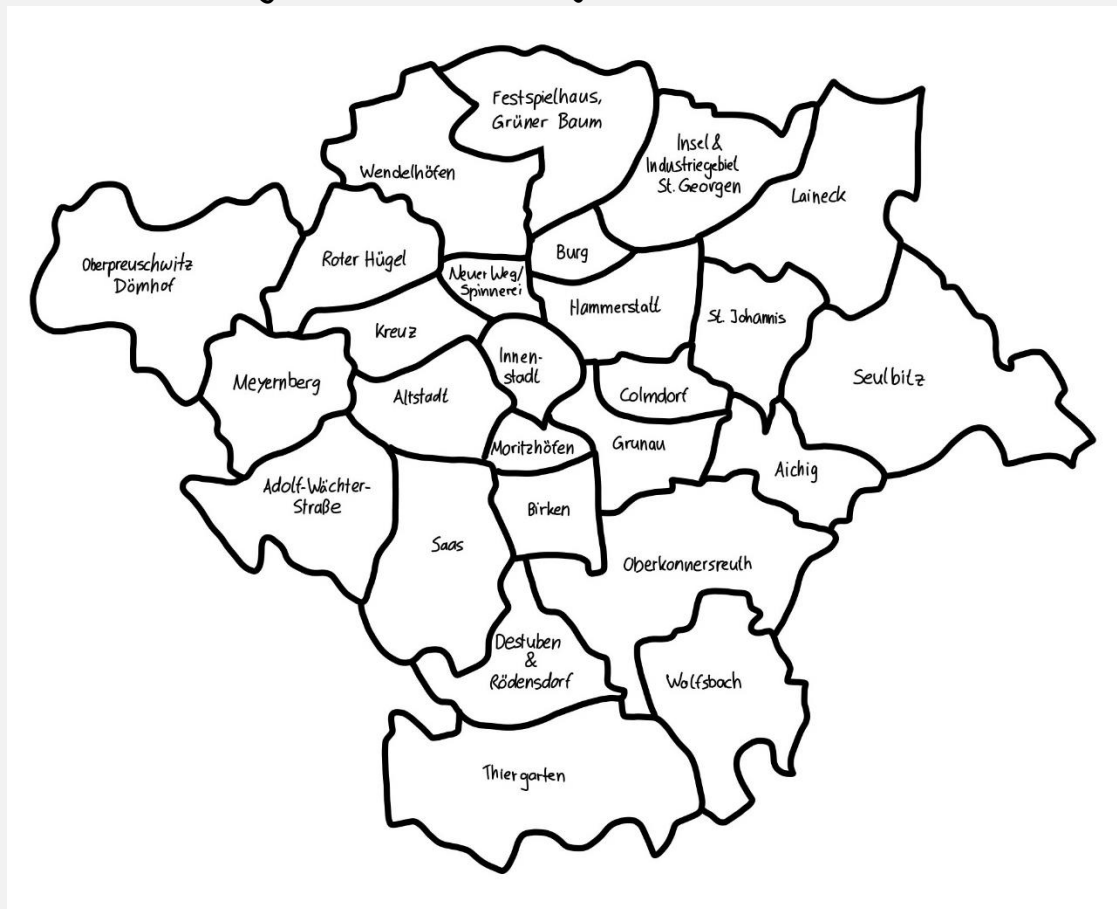 Festspielhaus,
Grüner Baum
Insel &
Industriegebiel
St. Georgen
Wendelhöfen
Laineck
Oberpreuschwitz
Dörnhof
Roter Hügel
Burg
Neuer Weg/
Spinnerei
Hammerstatt
St. Johannis
Kreuz
Innen-
stadt
Meyernberg
Altstadt
Colmdorf
Seulbitz
Moritzhöfen
Grunau
Aichig
Adolf-Wächter-
Straße
Birken
Saas
Oberkonnersreuth
Destuben
&
Rödensdorf
Wolfsbach
Thiergarten